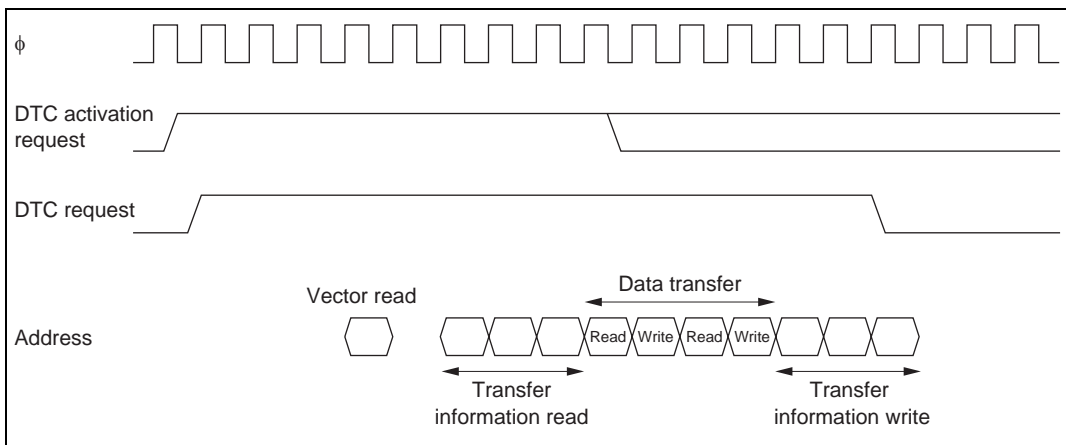 ϕ
DTC activation
request
DTC request
Data transfer
Vector read
Address
Read Write Read Write
Transfer
information read
Transfer
information write